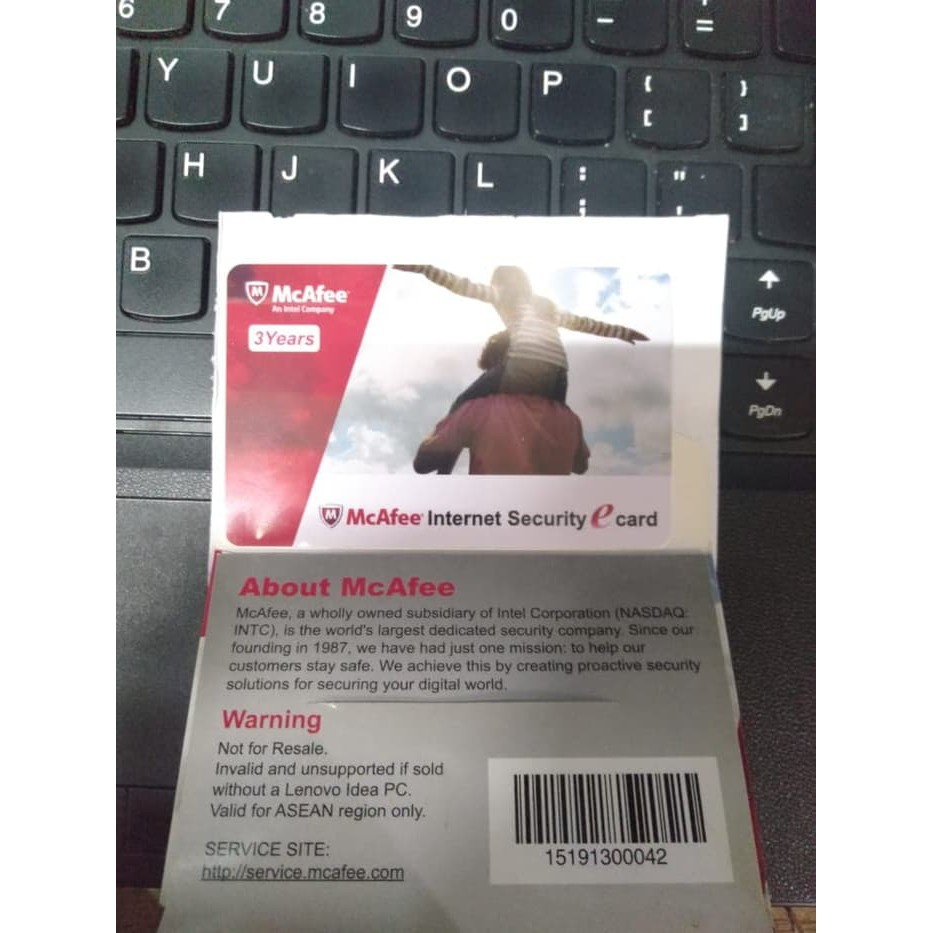 6 7 8 9 0 - + =
Y U I O P { [ } ]
H J K L : ; " '
B
PgUp
PgDn
McAfee
An Intel Company
3Years
McAfee Internet Security e card
About McAfee
McAfee, a wholly owned subsidiary of Intel Corporation (NASDAQ:
INTC), is the world's largest dedicated security company. Since our
founding in 1987, we have had just one mission: to help our
customers stay safe. We achieve this by creating proactive security
solutions for securing your digital world.
Warning
Not for Resale.
Invalid and unsupported if sold
without a Lenovo Idea PC.
Valid for ASEAN region only.
SERVICE SITE:
http://service.mcafee.com
15191300042